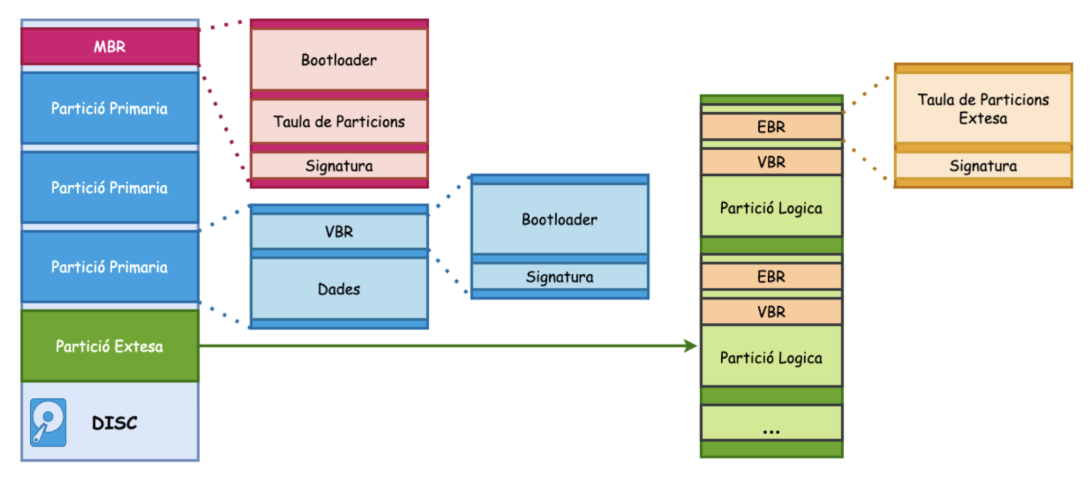 MBR
Partició Primaria
Partició Primaria
Partició Primaria
Partició Extesa
DISC
Bootloader
Taula de Particions
Signatura
VBR
Dades
Bootloader
Signatura
EBR
VBR
Partició Logica
EBR
VBR
Partició Logica
...
Taula de Particions
Extesa
Signatura